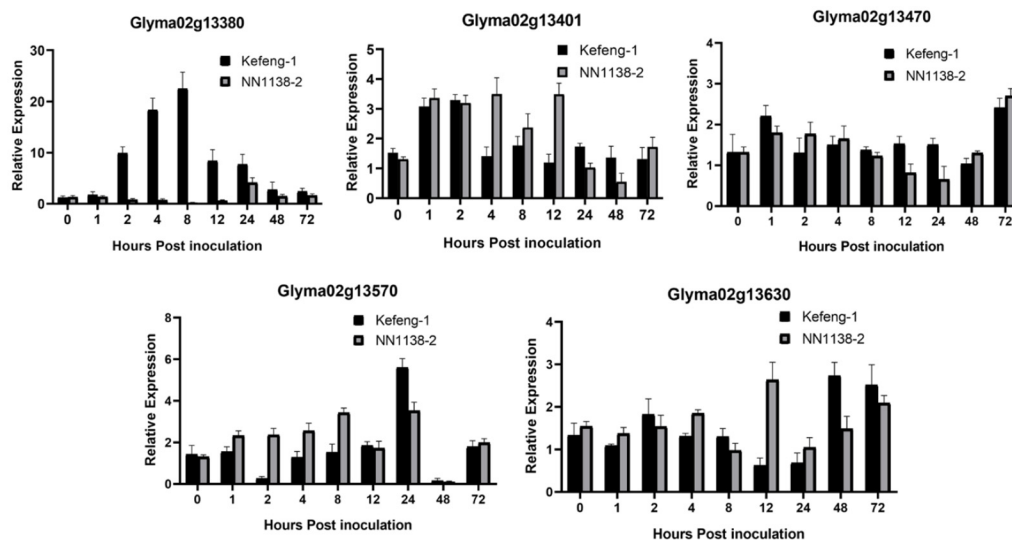 Glyma02g13380
Kefeng-1
NN1138-2
Relative Expression
30
20
10
0
0 1 2 4 8 12 24 48 72
Hours Post inoculation
Glyma02g13401
Kefeng-1
NN1138-2
Relative Expression
5
4
3
2
1
0
0 1 2 4 8 12 24 48 72
Hours Post inoculation
Glyma02g13470
Kefeng-1
NN1138-2
Relative Expression
4
3
2
1
0
0 1 2 4 8 12 24 48 72
Hours Post inoculation
Glyma02g13570
Kefeng-1
NN1138-2
Relative Expression
8
6
4
2
0
0 1 2 4 8 12 24 48 72
Hours Post inoculation
Glyma02g13630
Kefeng-1
NN1138-2
Relative Expression
4
3
2
1
0
0 1 2 4 8 12 24 48 72
Hours Post inoculation